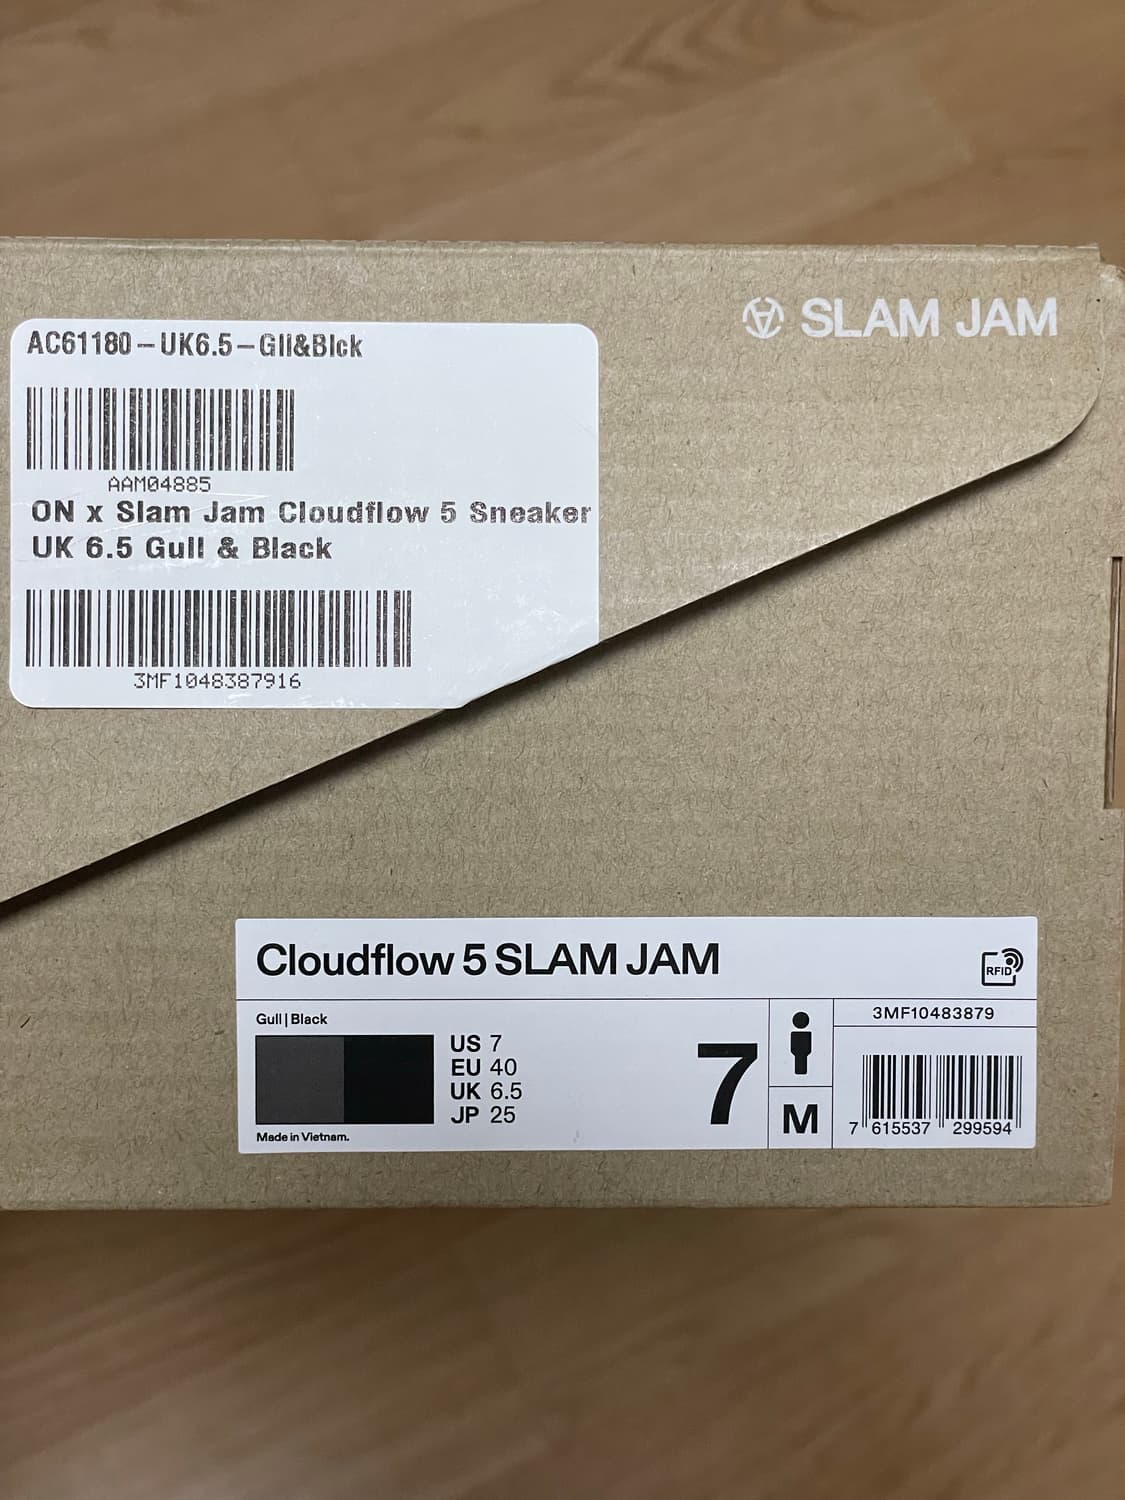 SLAM JAM
AC61180-UK6.5-Gll&Blck
AAM04885
ON x Slam Jam Cloudflow 5 Sneaker
UK 6.5 Gull & Black
3MF1048387916
Cloudflow 5 SLAM JAM
RFID
Gull | Black
US 7
EU 40
UK 6.5
JP 25
Made in Vietnam.
7
M
3MF10483879
7 615537 299594